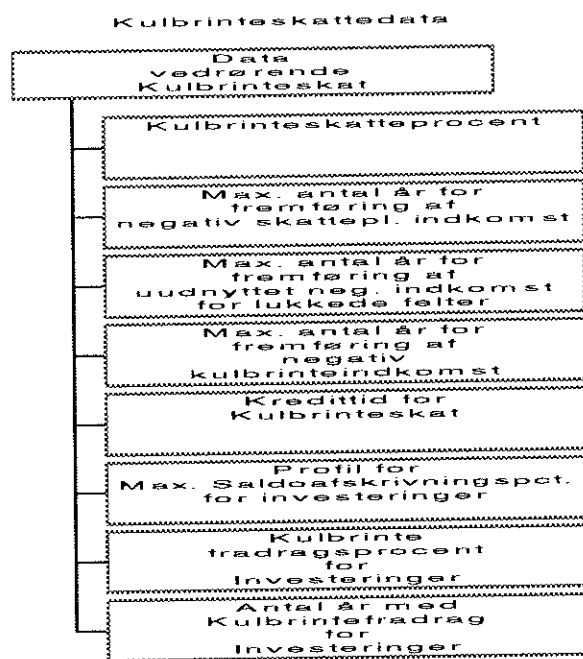 Kulbrinteskattedata
Data
vedrørende
Kulbrinteskat
Kulbrinteskatteprocent
Max. antal år for
fremføring af
negativ skattepl. indkomst
Max. antal år for
fremføring af
uudnyttet neg. indkomst
for lukkede felter
Max. antal år for
fremføring af
negativ
kulbrinteindkomst
Kredittid for
Kulbrinteskat
Profil for
Max. Saldoafskrivningspct.
for investeringer
Kulbrinte
fradragsprocent
for
Investeringer
Antal år med
Kulbrintefradrag
for
Investeringer